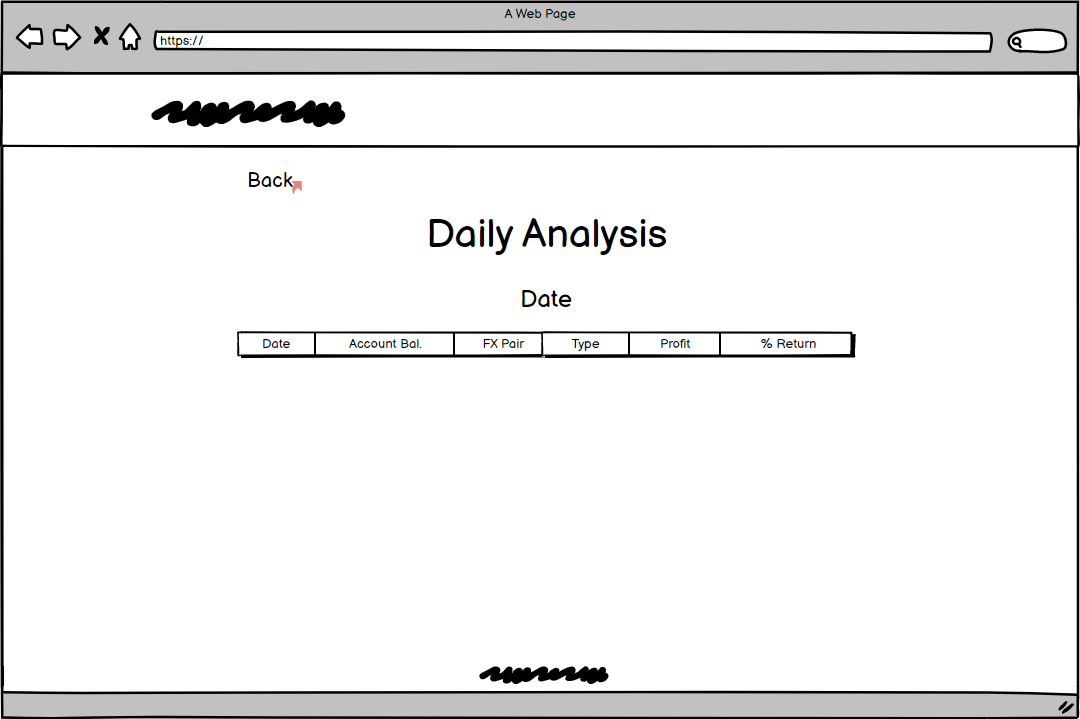 A Web Page
https://
Back
Daily Analysis
Date
Date Account Bal. FX Pair Type Profit % Return